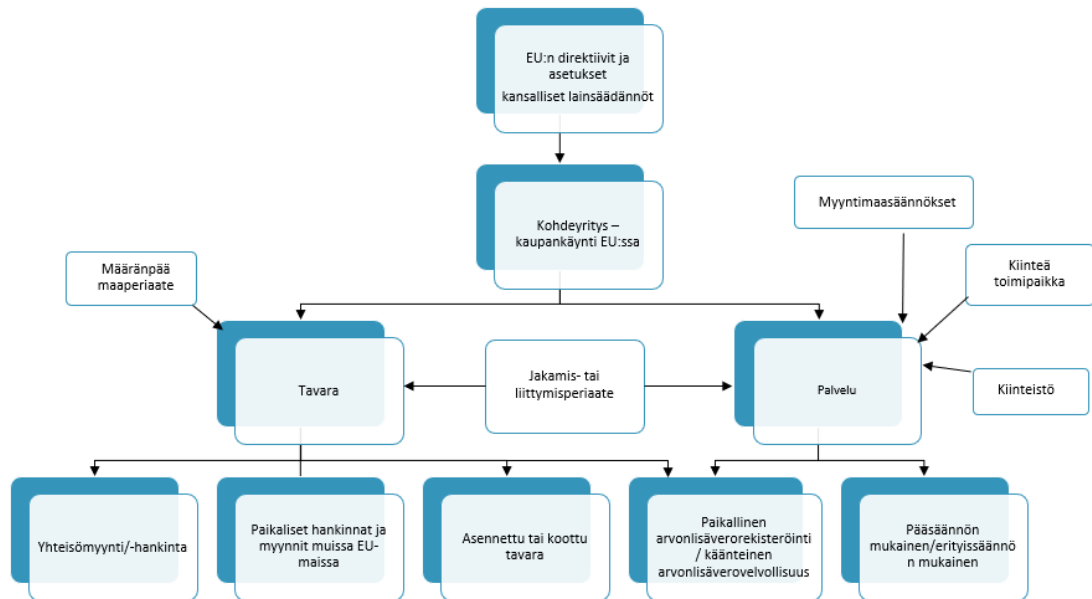 EU:n direktiivit ja
asetukset
kansalliset lainsäädännöt
Kohdeyritys –
kaupankäynti EU:ssa
Myyntimaasäännökset
Määränpää
maaperiaate
Kiinteä
toimipaikka
Tavara
Jakamis- tai
liittymisperiaate
Palvelu
Kiinteistö
Yhteisömyynti/-hankinta
Paikaliset hankinnat ja
myynnit muissa EU-
maissa
Asennettu tai koottu
tavara
Paikallinen
arvonlisäverorekisteröinti
/ käänteinen
arvonlisäverovelvollisuus
Pääsäännön
mukainen/erityissäännö
n mukainen